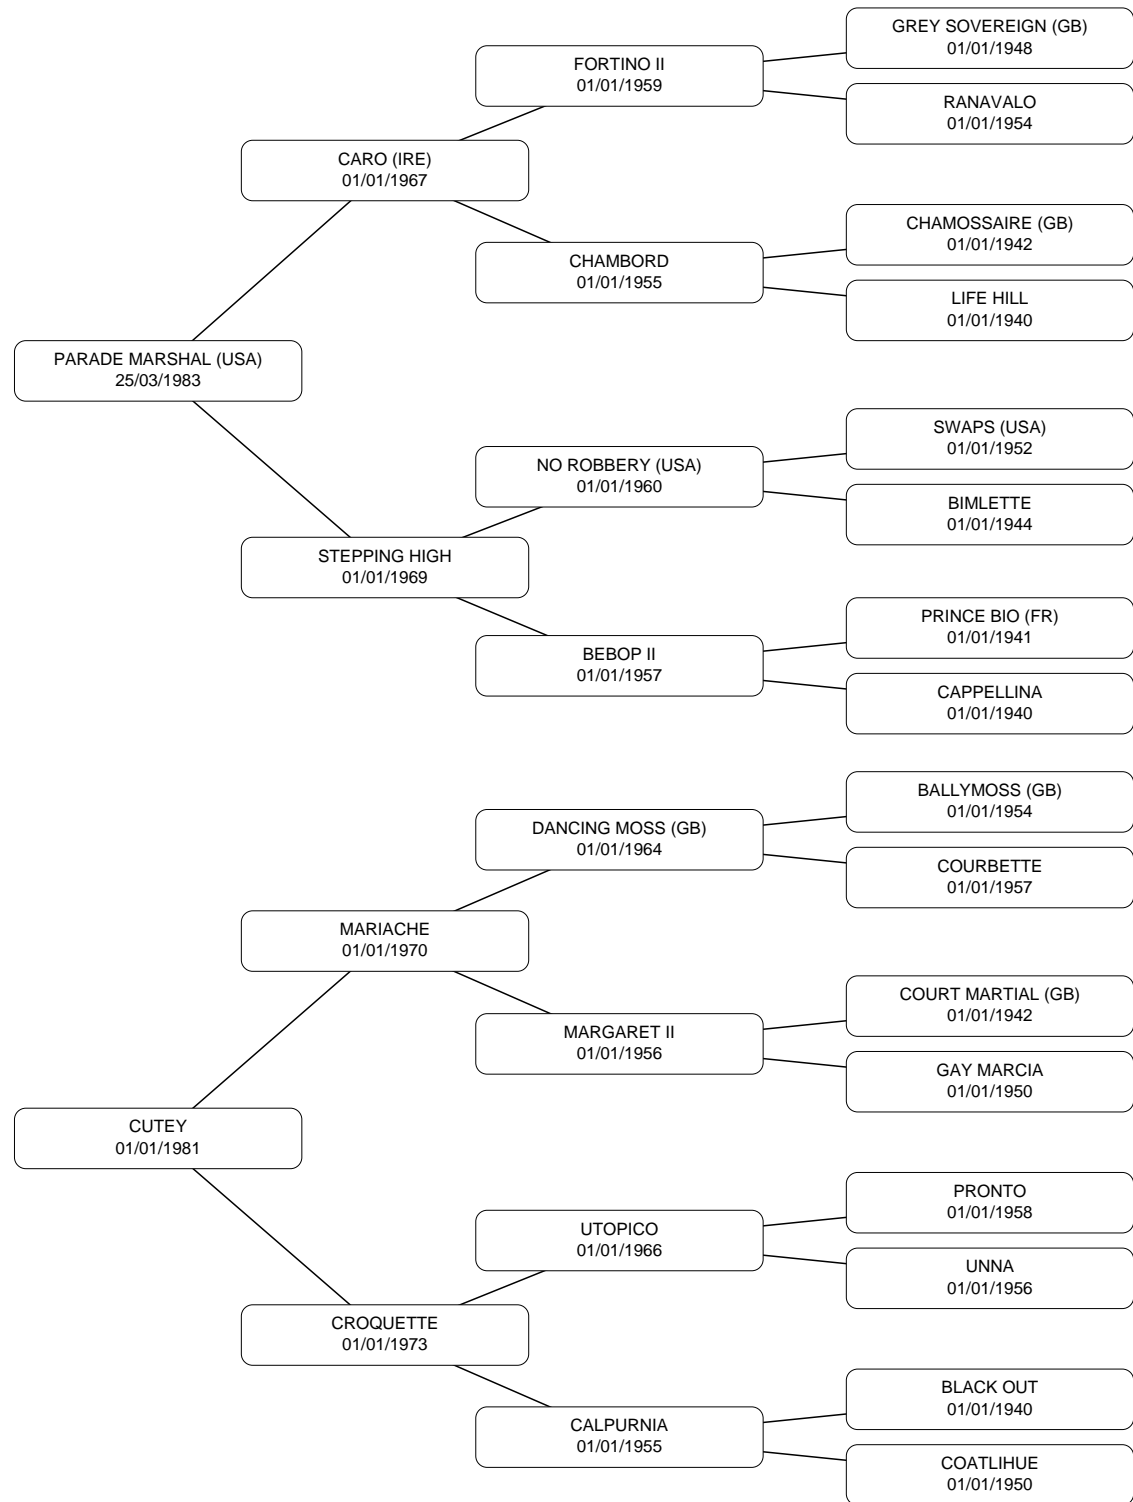 GREY SOVEREIGN (GB)
01/01/1948
FORTINO II
01/01/1959
RANAVALO
01/01/1954
CARO (IRE)
01/01/1967
CHAMOSSAIRE (GB)
01/01/1942
CHAMBORD
01/01/1955
LIFE HILL
01/01/1940
PARADE MARSHAL (USA)
25/03/1983
SWAPS (USA)
01/01/1952
NO ROBBERY (USA)
01/01/1960
BIMLETTE
01/01/1944
STEPPING HIGH
01/01/1969
PRINCE BIO (FR)
01/01/1941
BEBOP II
01/01/1957
CAPPELLINA
01/01/1940
BALLYMOSS (GB)
01/01/1954
DANCING MOSS (GB)
01/01/1964
COURBETTE
01/01/1957
MARIACHE
01/01/1970
COURT MARTIAL (GB)
01/01/1942
MARGARET II
01/01/1956
GAY MARCIA
01/01/1950
CUTEY
01/01/1981
PRONTO
01/01/1958
UTOPICO
01/01/1966
UNNA
01/01/1956
CROQUETTE
01/01/1973
BLACK OUT
01/01/1940
CALPURNIA
01/01/1955
COATLIHUE
01/01/1950